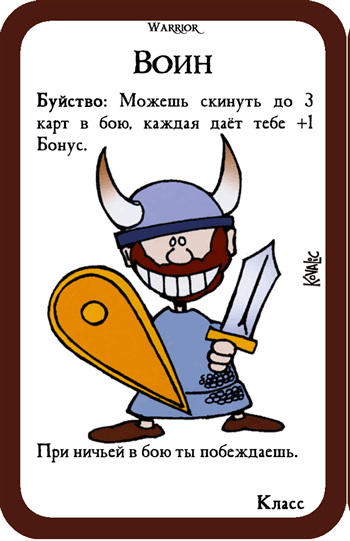 Warrior
Воин
Буйство: Можешь скинуть до 3
карт в бою, каждая даёт тебе +1
Бонус.
Kovalic
При ничьей в бою ты побеждаешь.
Класс